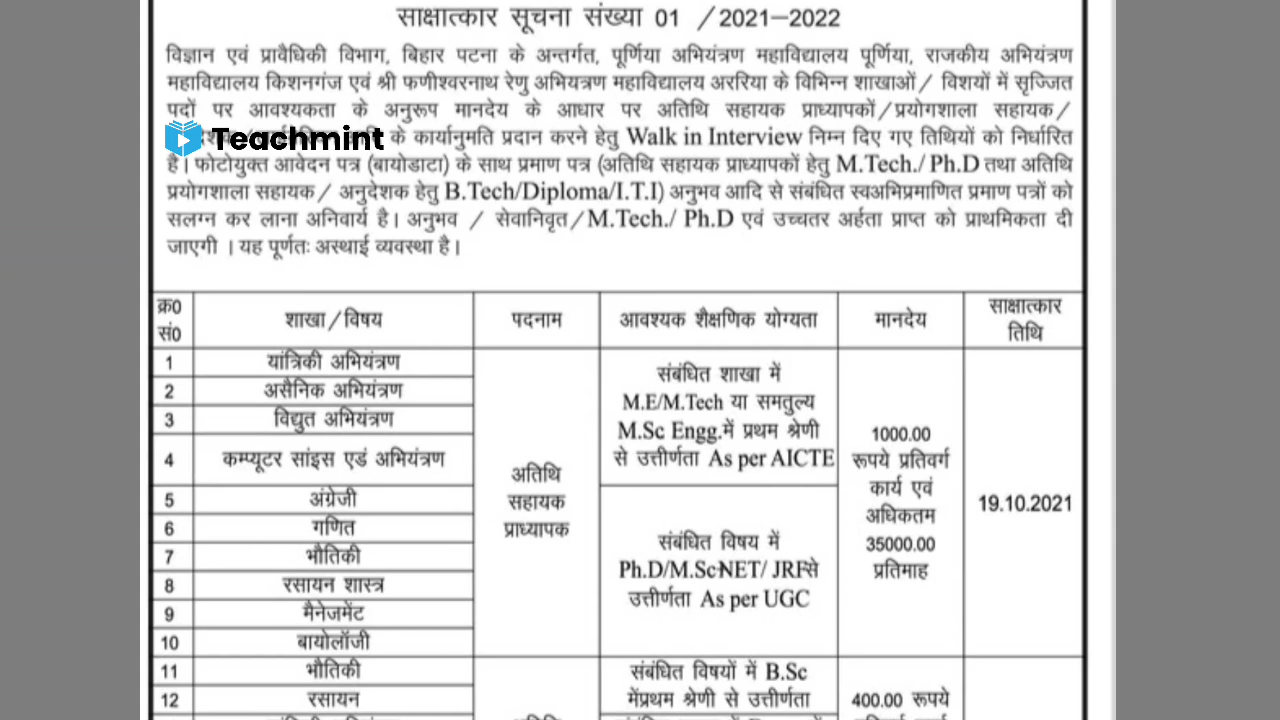 साक्षात्कार सूचना संख्या 01 /2021–2022
विज्ञान एवं प्रावैधिकी विभाग, बिहार पटना के अन्तर्गत, पूर्णिया अभियंत्रण महाविद्यालय पूर्णिया, राजकीय अभियंत्रण
महाविद्यालय किशनगंज एवं श्री फणीश्वरनाथ रेणु अभियत्रण महाविद्यालय अररिया के विभिन्न शाखाओं/ विशयों में सृज्जित
पदों पर आवश्यकता के अनुरूप मानदेय के आधार पर अतिथि सहायक प्राध्यापकों/प्रयोगशाला सहायक/
Teachmint के कार्यानुमति प्रदान करने हेतु Walk in Interview निम्न दिए गए तिथियों को निर्धारित
है। फोटोयुक्त आवेदन पत्र (बायोडाटा) के साथ प्रमाण पत्र (अतिथि सहायक प्राध्यापकों हेतु M.Tech./ Ph.D तथा अतिथि
प्रयोगशाला सहायक/ अनुदेशक हेतु B.Tech/Diploma/I.T.I) अनुभव आदि से संबंधित स्वअभिप्रमाणित प्रमाण पत्रों को
सलग्न कर लाना अनिवार्य है। अनुभव / सेवानिवृत/M.Tech./ Ph.D एवं उच्चतर अर्हता प्राप्त को प्राथमिकता दी
जाएगी । यह पूर्णतः अस्थाई व्यवस्था है।
क्र0 सं0 शाखा/विषय पदनाम आवश्यक शैक्षणिक योग्यता मानदेय साक्षात्कार तिथि
1 यांत्रिकी अभियंत्रण
2 असैनिक अभियंत्रण
3 विद्युत अभियंत्रण
4 कम्प्यूटर सांइस एडं अभियंत्रण
5 अंग्रेजी
6 गणित
7 भौतिकी
8 रसायन शास्त्र
9 मैनेजमेंट
10 बायोलॉजी
अतिथि
सहायक
प्राध्यापक
संबंधित शाखा में
M.E/M.Tech या समतुल्य
M.Sc Engg.में प्रथम श्रेणी
से उत्तीर्णता As per AICTE
संबंधित विषय में
Ph.D/M.Sc-NET/ JRFसे
उत्तीर्णता As per UGC
1000.00
रूपये प्रतिवर्ग
कार्य एवं
अधिकतम
35000.00
प्रतिमाह
19.10.2021
11 भौतिकी
12 रसायन
संबंधित विषयों में B.Sc
मेंप्रथम श्रेणी से उत्तीर्णता
400.00 रूपये